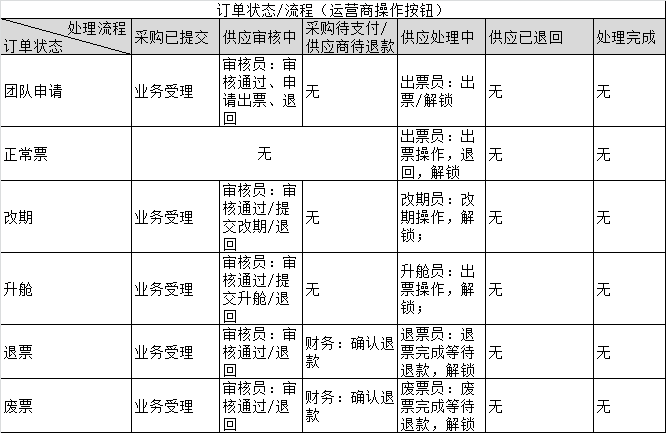 订单状态/流程（运营商操作按钮）
处理流程
订单状态
采购已提交
供应审核中
采购待支付/
供应商待退款
供应处理中
供应已退回
处理完成
团队申请
业务受理
审核员：审
核通过、申
请出票、退
回
无
出票员：出
票/解锁
无
无
正常票
无
出票员：出
票操作，退
回，解锁
无
无
改期
业务受理
审核员：审
核通过/提
交改期/退
回
无
改期员：改
期操作，解
锁；
无
无
升舱
业务受理
审核员：审
核通过/提
交升舱/退
回
无
升舱员：出
票操作，解
锁；
无
无
退票
业务受理
审核员：审
核通过/退
回
财务：确认退
款
退票员：退
票完成等待
退款，解锁
无
无
废票
业务受理
审核员：审
核通过/退
回
财务：确认退
款
废票员：废
票完成等待
退款，解锁
无
无